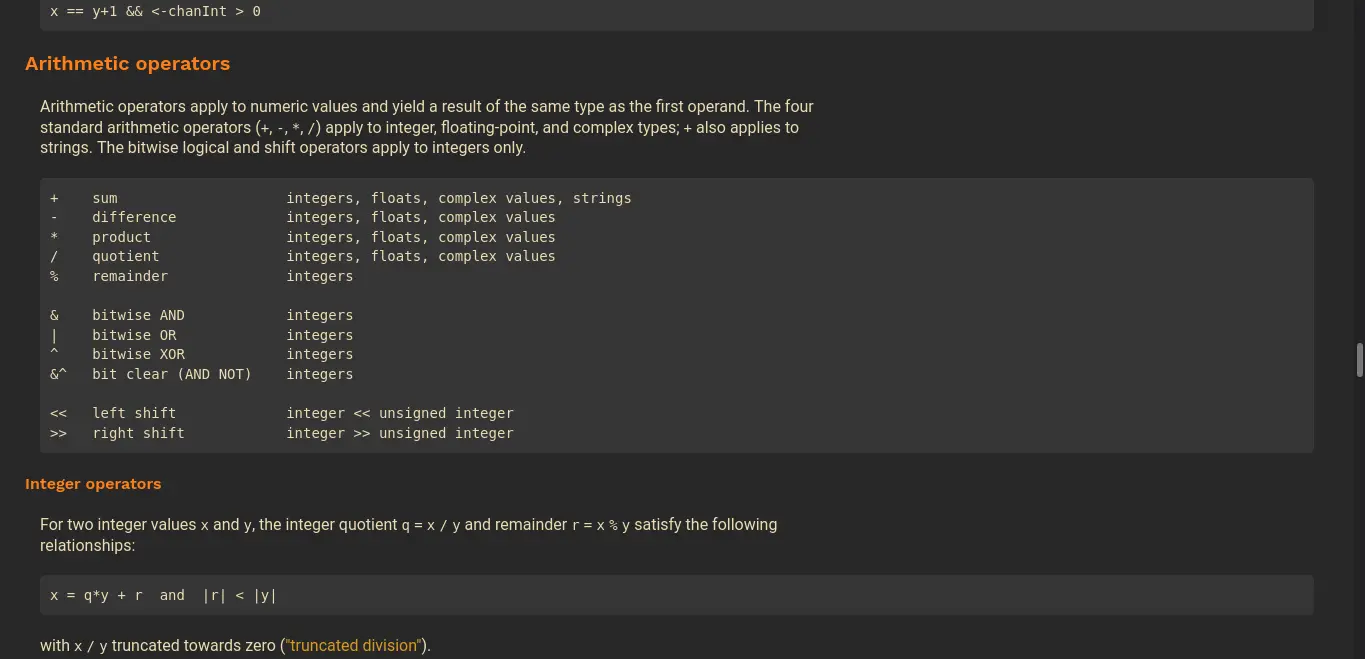 x == y+1 && <-chanInt > 0
Arithmetic operators
Arithmetic operators apply to numeric values and yield a result of the same type as the first operand. The four
standard arithmetic operators (+, -, *, /) apply to integer, floating-point, and complex types; + also applies to
strings. The bitwise logical and shift operators apply to integers only.
+    sum                    integers, floats, complex values, strings
-    difference             integers, floats, complex values
*    product                integers, floats, complex values
/    quotient               integers, floats, complex values
%    remainder              integers
&    bitwise AND            integers
|    bitwise OR             integers
^    bitwise XOR            integers
&^   bit clear (AND NOT)    integers
<<   left shift             integer << unsigned integer
>>   right shift            integer >> unsigned integer
Integer operators
For two integer values x and y, the integer quotient q = x / y and remainder r = x % y satisfy the following
relationships:
x = q*y + r  and  |r| < |y|
with x / y truncated towards zero ("truncated division").